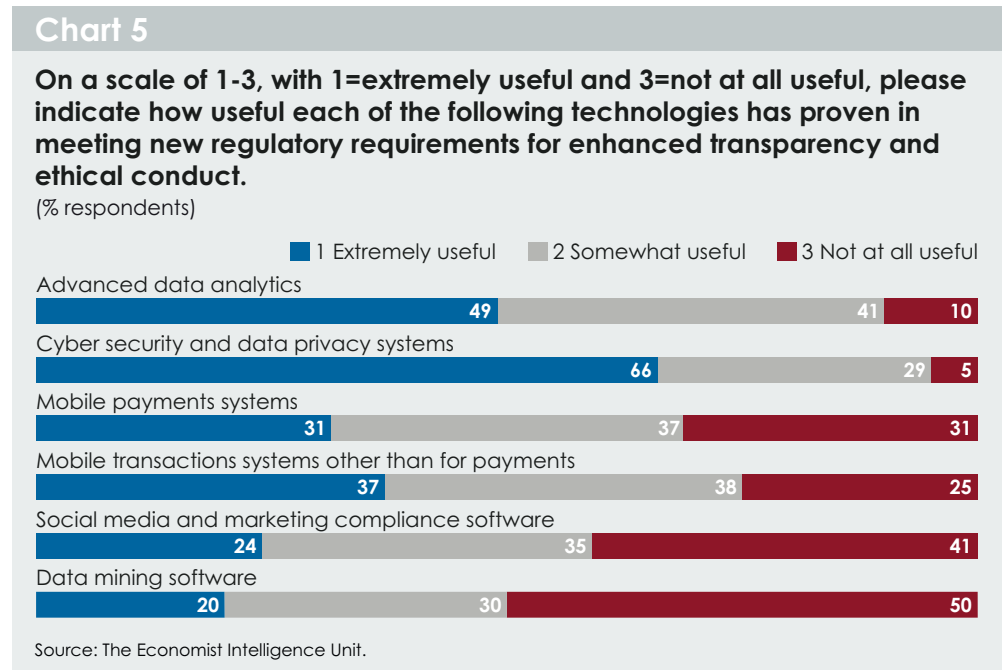 Chart 5
On a scale of 1-3, with 1=extremely useful and 3=not at all useful, please
indicate how useful each of the following technologies has proven in
meeting new regulatory requirements for enhanced transparency and
ethical conduct.
(% respondents)
1 Extremely useful 2 Somewhat useful 3 Not at all useful
Advanced data analytics
49 41 10
Cyber security and data privacy systems
66 29 5
Mobile payments systems
31 37 31
Mobile transactions systems other than for payments
37 38 25
Social media and marketing compliance software
24 35 41
Data mining software
20 30 50
Source: The Economist Intelligence Unit.